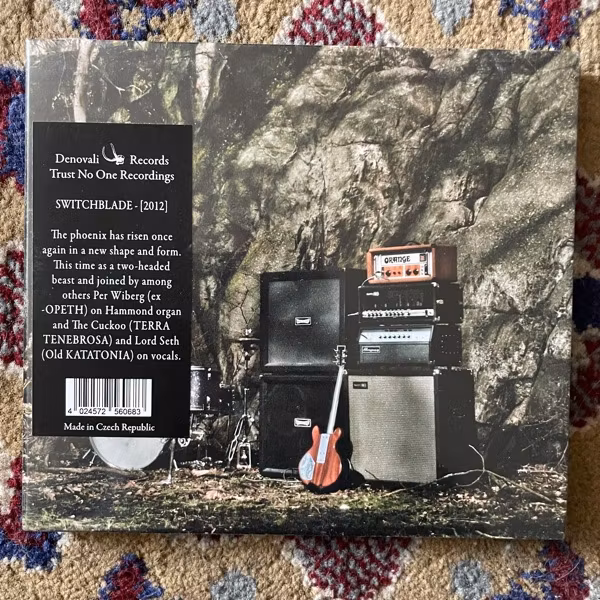 Denovali Records
Trust No One Recordings
SWITCHBLADE - [2012]
The phoenix has risen once
again in a new shape and form.
This time as a two-headed
beast and joined by among
others Per Wiberg (ex
-OPETH) on Hammond organ
and The Cuckoo (TERRA
TENEBROSA) and Lord Seth
(Old KATATONIA) on vocals.
4 024572 560683
Made in Czech Republic
ORANGE